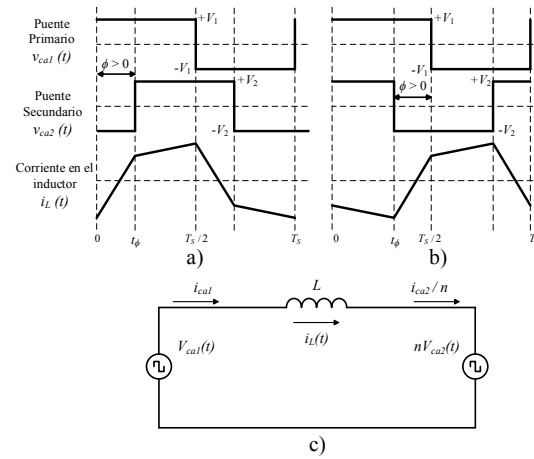 Puente
Primario
v_ca1 (t)
+V_1
-V_1
ϕ > 0
Puente
Secundario
v_ca2 (t)
+V_2
-V_2
Corriente en el
inductor
i_L (t)
0
t_ϕ
T_S / 2
T_S
a)
+V_1
-V_1
ϕ > 0
+V_2
-V_2
0
t_ϕ
T_S / 2
T
b)
i_ca1
L
i_ca2 / n
i_L(t)
V_ca1(t)
nV_ca2(t)
c)